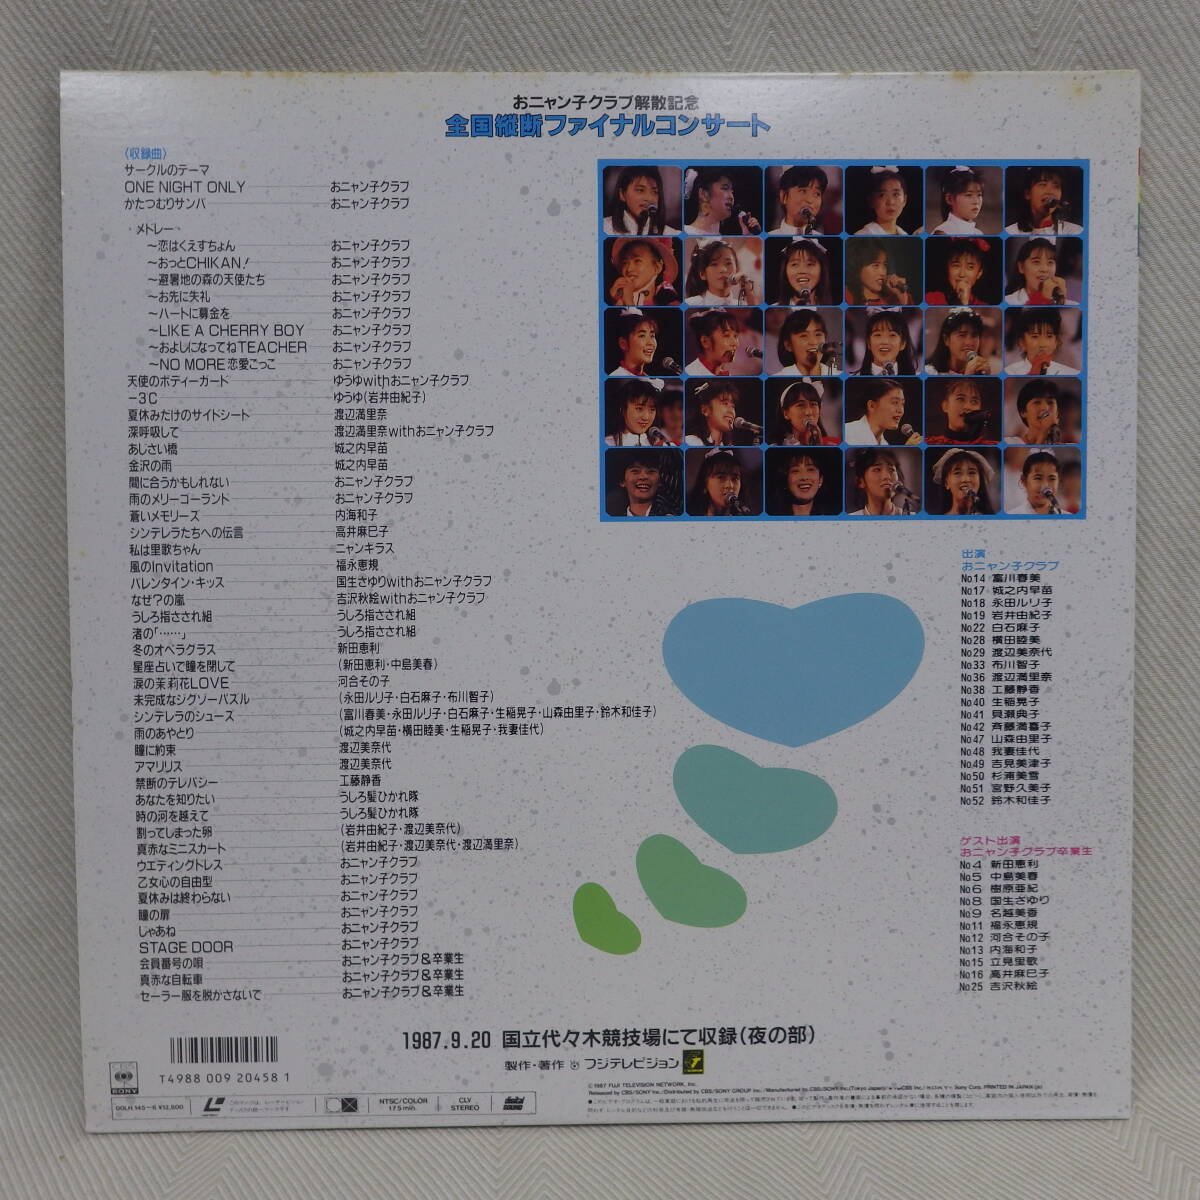 おニャン子クラブ解散記念
全国縦断ファイナルコンサート
〈収録曲〉
サークルのテーマ
ONE NIGHT ONLY おニャン子クラブ
かたつむりサンバ おニャン子クラブ
・メドレー・
〜恋はくえすちょん おニャン子クラブ
〜おっとCHIKAN! おニャン子クラブ
〜避暑地の森の天使たち おニャン子クラブ
〜お先に失礼 おニャン子クラブ
〜ハートに募金を おニャン子クラブ
〜LIKE A CHERRY BOY おニャン子クラブ
〜およしになってねTEACHER おニャン子クラブ
〜NO MORE恋愛ごっこ おニャン子クラブ
天使のボディーガード ゆうゆwithおニャン子クラブ
-3C ゆうゆ(岩井由紀子)
夏休みだけのサイドシート 渡辺満里奈
深呼吸して 渡辺満里奈withおニャン子クラブ
あじさい橋 城之内早苗
金沢の雨 城之内早苗
間に合うかもしれない おニャン子クラブ
雨のメリーゴーランド おニャン子クラブ
蒼いメモリーズ 内海和子
シンデレラたちへの伝言 高井麻巳子
私は里歌ちゃん ニャンギラス
風のInvitation 福永恵規
バレンタイン・キッス 国生さゆりwithおニャン子クラブ
なぜ?の嵐 吉沢秋絵withおニャン子クラブ
うしろ指さされ組 うしろ指さされ組
渚の「……」 うしろ指さされ組
冬のオペラグラス 新田恵利
星座占いで瞳を閉じて (新田恵利・中島美春)
涙の茉莉花LOVE 河合その子
未完成なジグソーパズル (永田ルリ子・白石麻子・布川智子)
シンデレラのシューズ (富川春美・永田ルリ子・白石麻子・生稲晃子・山森由里子・鈴木和佳子)
雨のあやとり (城之内早苗・横田睦美・生稲晃子・我妻佳代)
瞳に約束 渡辺美奈代
アマリリス 渡辺美奈代
禁断のテレパシー 工藤静香
あなたを知りたい うしろ髪ひかれ隊
時の河を越えて うしろ髪ひかれ隊
割ってしまった卵 (岩井由紀子・渡辺美奈代)
真赤なミニスカート (岩井由紀子・渡辺美奈代・渡辺満里奈)
ウエディングドレス おニャン子クラブ
乙女心の自由型 おニャン子クラブ
夏休みは終わらない おニャン子クラブ
瞳の扉 おニャン子クラブ
じゃあね おニャン子クラブ
STAGE DOOR おニャン子クラブ
会員番号の唄 おニャン子クラブ&卒業生
真赤な自転車 おニャン子クラブ&卒業生
セーラー服を脱がさないで おニャン子クラブ&卒業生
出演
おニャン子クラブ
No14 富川春美
No17 城之内早苗
No18 永田ルリ子
No19 岩井由紀子
No22 白石麻子
No28 横田睦美
No29 渡辺美奈代
No33 布川智子
No36 渡辺満里奈
No38 工藤静香
No40 生稲晃子
No41 貝瀬典子
No42 斉藤満喜子
No47 山森由里子
No48 我妻佳代
No49 吉見美津子
No50 杉浦美雪
No51 宮野久美子
No52 鈴木和佳子
ゲスト出演
おニャン子クラブ卒業生
No4 新田恵利
No5 中島美春
No6 樹原亜紀
No8 国生さゆり
No9 名越美香
No11 福永恵規
No12 河合その子
No13 内海和子
No15 立見里歌
No16 高井麻巳子
No25 吉沢秋絵
1987.9.20 国立代々木競技場にて収録(夜の部)
製作・著作 フジテレビジョン
T4988 009 20458 1
CBS
SONY
00LH 145〜6 ¥12,800
NTSC/COLOR
175min.
CLV
STEREO
digital
SOUND
©1987 FUJI TELEVISION NETWORK, INC.